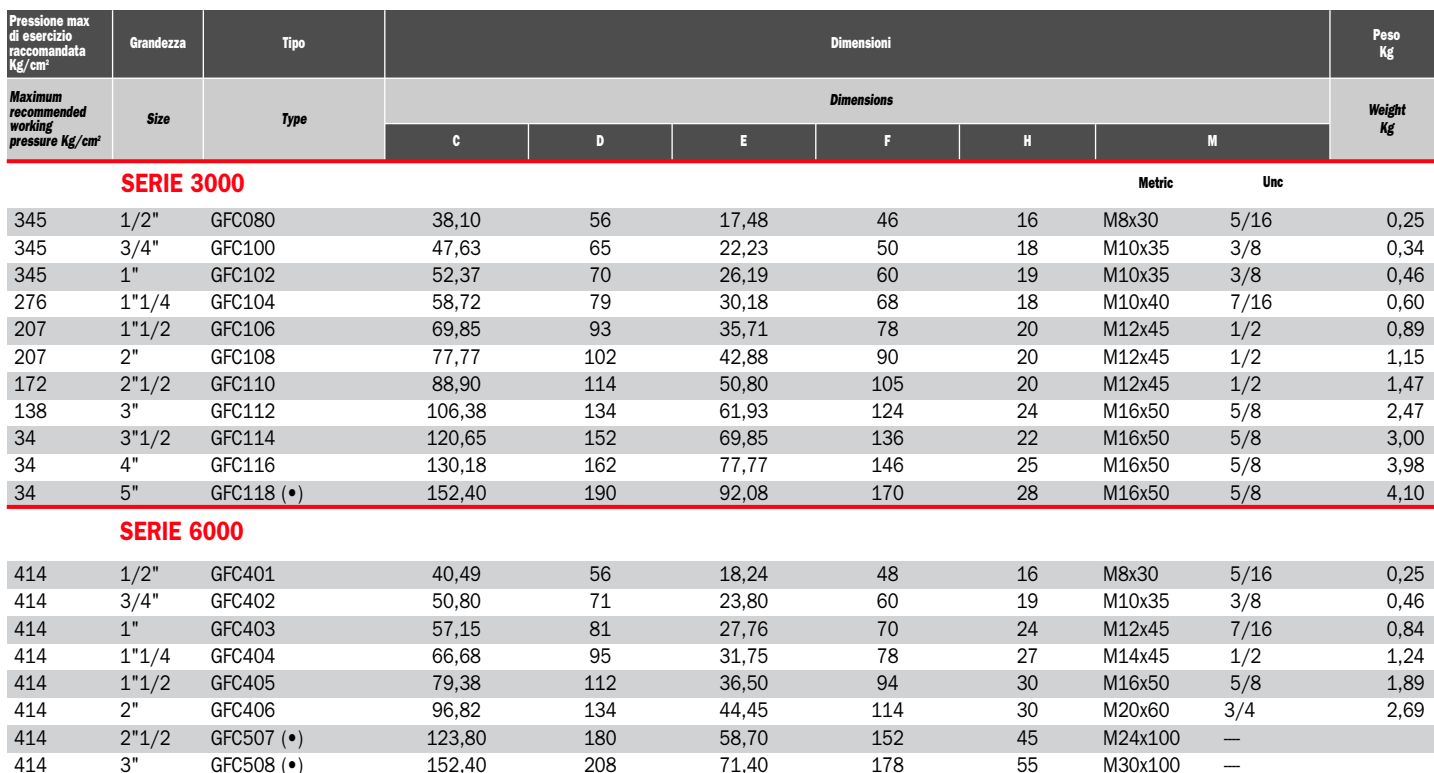 Pressione max
di esercizio
raccomandata
Kg/cm²
Grandezza
Tipo
Dimensioni
Peso
Kg
Maximum
recommended
working
pressure Kg/cm²
Size
Type
Dimensions
Weight
Kg
C D E F H M
SERIE 3000 Metric Unc
345 1/2" GFC080 38,10 56 17,48 46 16 M8x30 5/16 0,25
345 3/4" GFC100 47,63 65 22,23 50 18 M10x35 3/8 0,34
345 1" GFC102 52,37 70 26,19 60 19 M10x35 3/8 0,46
276 1"1/4 GFC104 58,72 79 30,18 68 18 M10x40 7/16 0,60
207 1"1/2 GFC106 69,85 93 35,71 78 20 M12x45 1/2 0,89
207 2" GFC108 77,77 102 42,88 90 20 M12x45 1/2 1,15
172 2"1/2 GFC110 88,90 114 50,80 105 20 M12x45 1/2 1,47
138 3" GFC112 106,38 134 61,93 124 24 M16x50 5/8 2,47
34 3"1/2 GFC114 120,65 152 69,85 136 22 M16x50 5/8 3,00
34 4" GFC116 130,18 162 77,77 146 25 M16x50 5/8 3,98
34 5" GFC118 (•) 152,40 190 92,08 170 28 M16x50 5/8 4,10
SERIE 6000
414 1/2" GFC401 40,49 56 18,24 48 16 M8x30 5/16 0,25
414 3/4" GFC402 50,80 71 23,80 60 19 M10x35 3/8 0,46
414 1" GFC403 57,15 81 27,76 70 24 M12x45 7/16 0,84
414 1"1/4 GFC404 66,68 95 31,75 78 27 M14x45 1/2 1,24
414 1"1/2 GFC405 79,38 112 36,50 94 30 M16x50 5/8 1,89
414 2" GFC406 96,82 134 44,45 114 30 M20x60 3/4 2,69
414 2"1/2 GFC507 (•) 123,80 180 58,70 152 45 M24x100 —
414 3" GFC508 (•) 152,40 208 71,40 178 55 M30x100 —